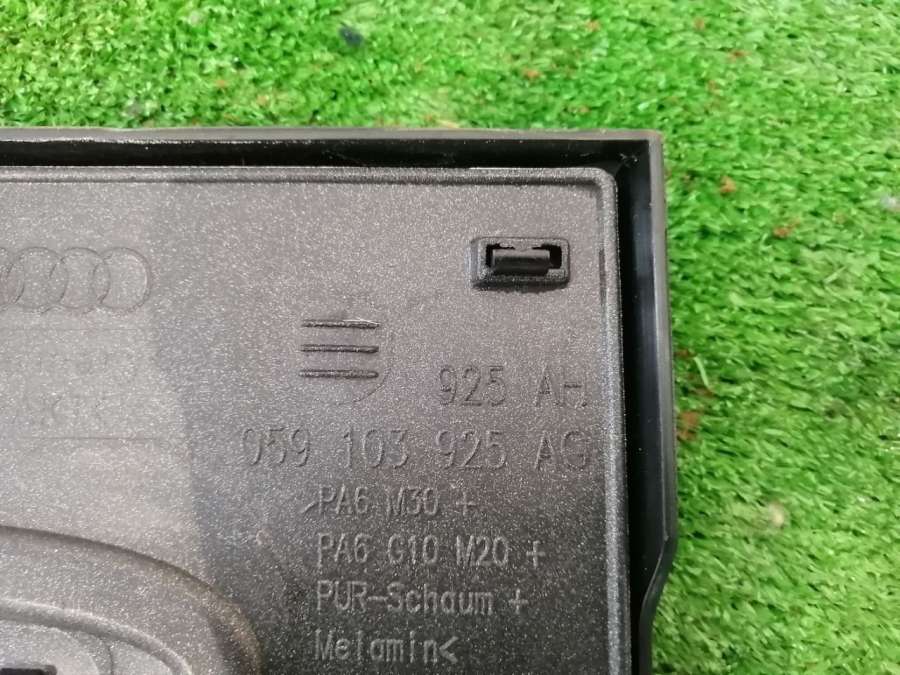 925 AH
059 103 925 AG
>PA6 M30 +
PA6 G10 M20 +
PUR-Schaum +
Melamin<